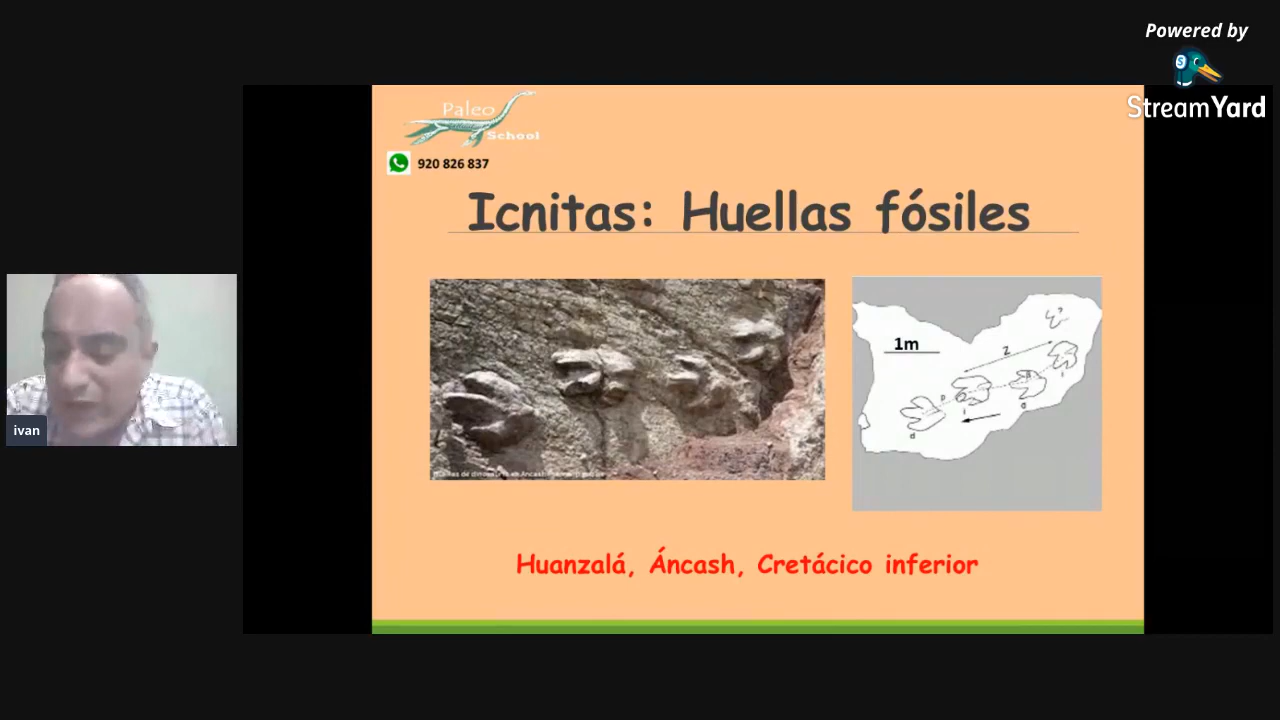 Powered by
StreamYard
Paleo
School
920 826 837
Icnitas: Huellas fósiles
1m
Z
P
d
i
d
i
?
Huanzalá, Áncash, Cretácico inferior
ivan